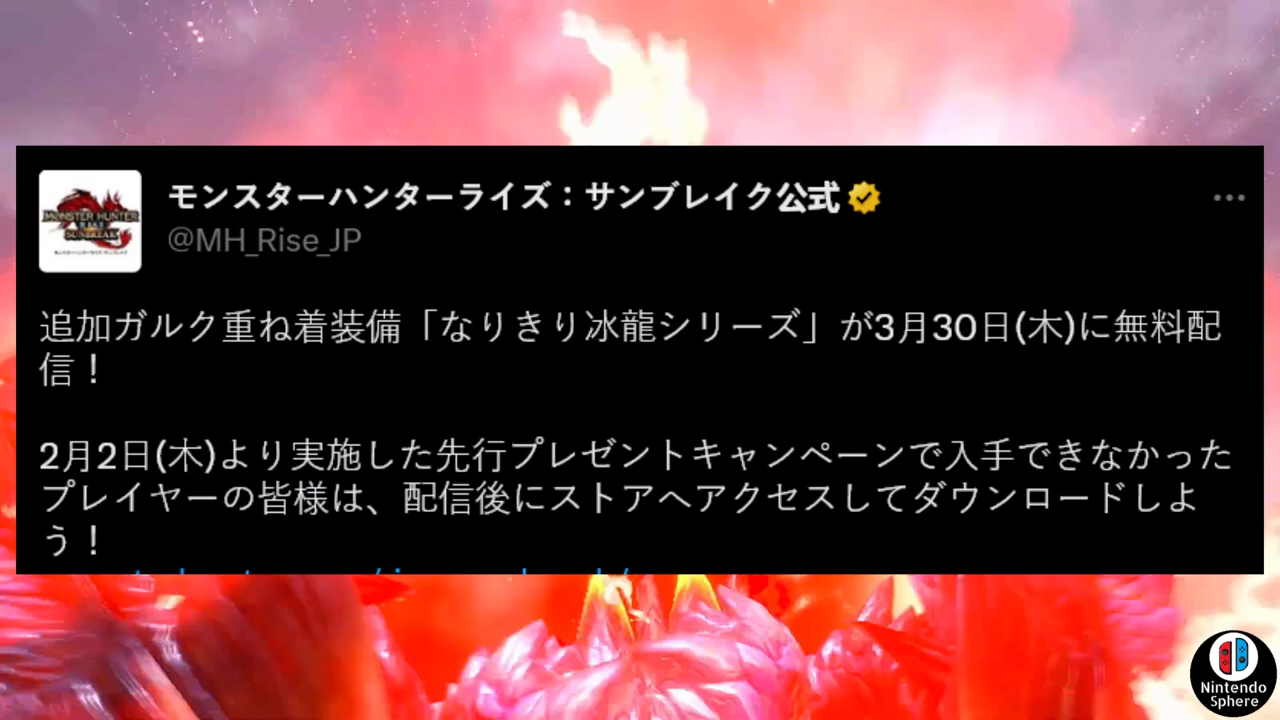 モンスターハンターライズ：サンブレイク公式
@MH_Rise_JP
追加ガルク重ね着装備「なりきり冰龍シリーズ」が3月30日(木)に無料配
信！
2月2日(木)より実施した先行プレゼントキャンペーンで入手できなかった
プレイヤーの皆様は、配信後にストアへアクセスしてダウンロードしよ
う！
MONSTER HUNTER
RISE
SUNBREAK
Nintendo
Sphere